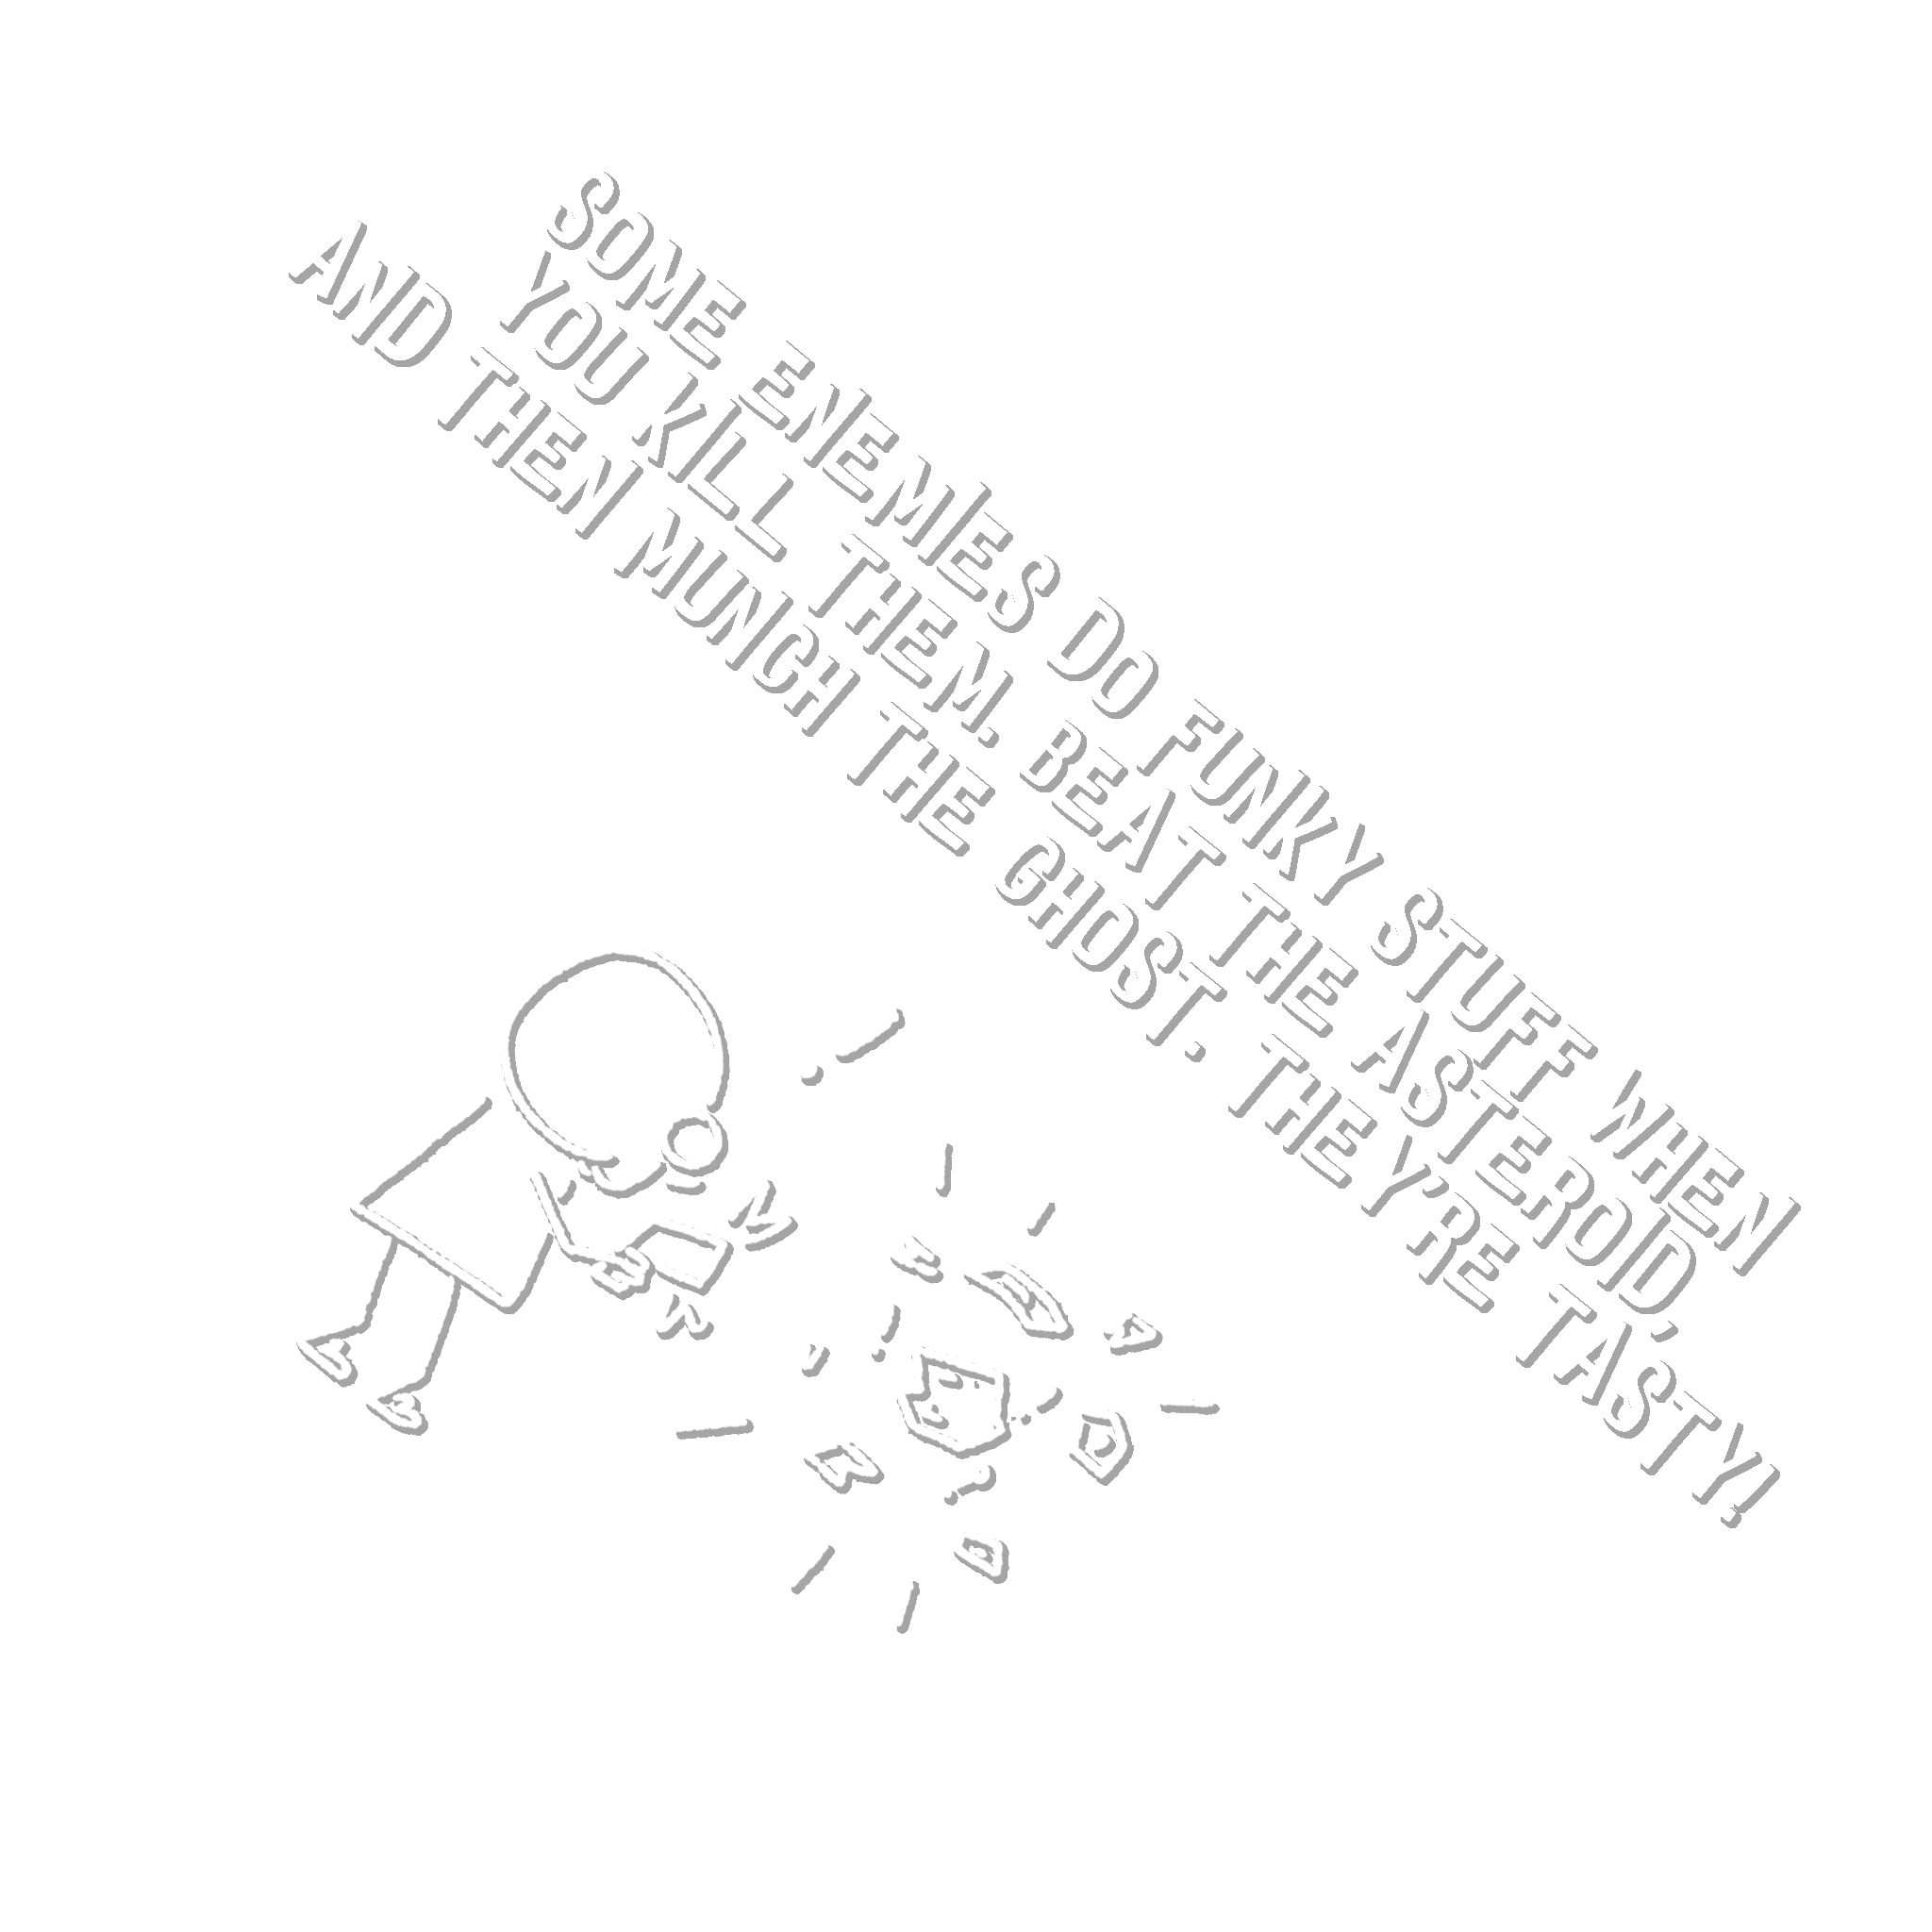 SOME ENEMIES DO FUNKY STUFF WHEN
YOU KILL THEM. BEAT THE ASTEROID,
AND THEN MUNCH THE GHOST. THEY'RE TASTY!